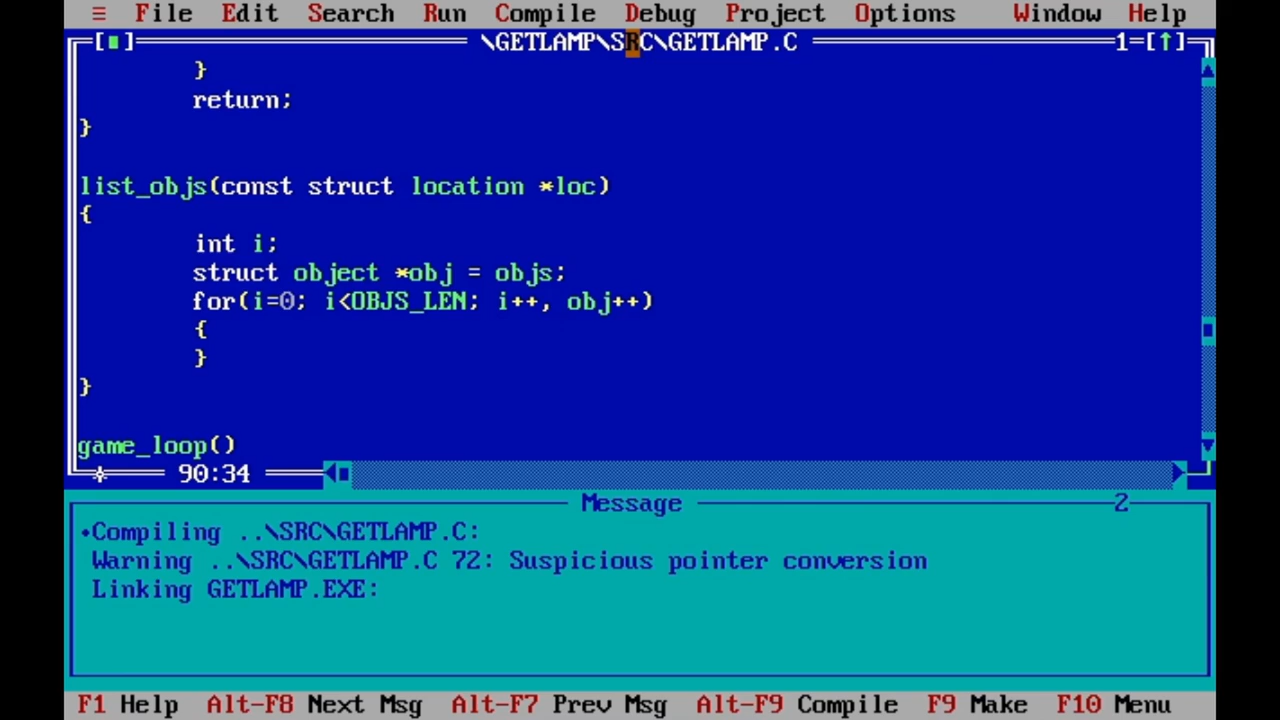 ≡ File Edit Search Run Compile Debug Project Options Window Help
[■] \GETLAMP\SRC\GETLAMP.C 1=[↑]
}
return;
}
list_objs(const struct location *loc)
{
int i;
struct object *obj = objs;
for(i=0; i<OBJS_LEN; i++, obj++)
{
}
}
game_loop()
90:34
Message 2
•Compiling ..\SRC\GETLAMP.C:
Warning ..\SRC\GETLAMP.C 72: Suspicious pointer conversion
Linking GETLAMP.EXE:
F1 Help Alt-F8 Next Msg Alt-F7 Prev Msg Alt-F9 Compile F9 Make F10 Menu